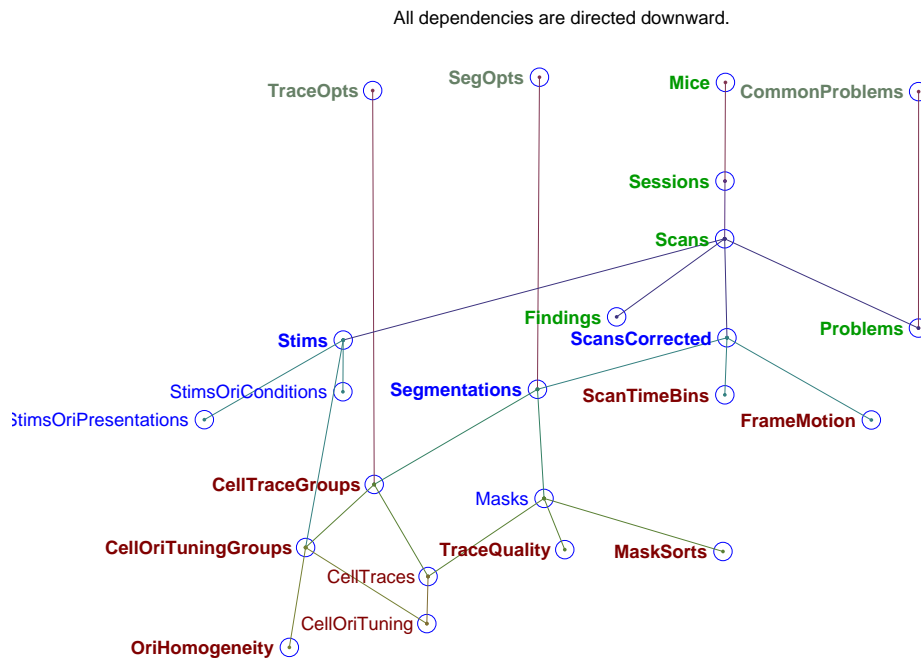 All dependencies are directed downward.
SegOpts
Mice
TraceOpts
CommonProblems
Sessions
Scans
Findings
Problems
Stims
ScansCorrected
StimsOriConditions
Segmentations
ScanTimeBins
StimsOriPresentations
FrameMotion
CellTraceGroups
Masks
CellOriTuningGroups
TraceQuality
MaskSorts
CellTraces
CellOriTuning
OriHomogeneity